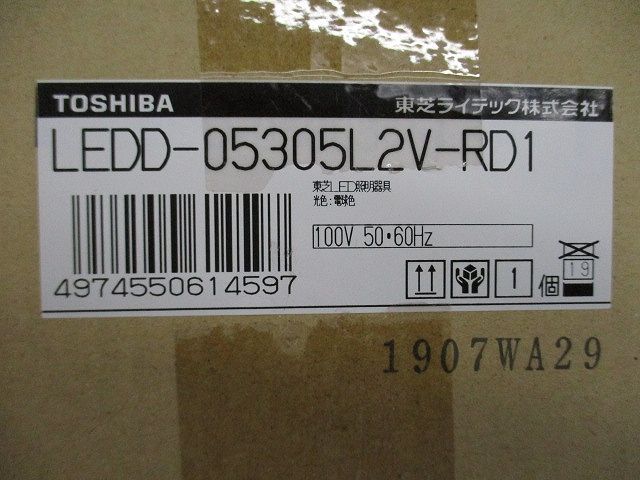 TOSHIBA 東芝ライテック株式会社
LEDD-05305L2V-RD1
東芝LED照明器具
光色:電球色
100V 50・60Hz
4974550614597
1個
19
1907WA29